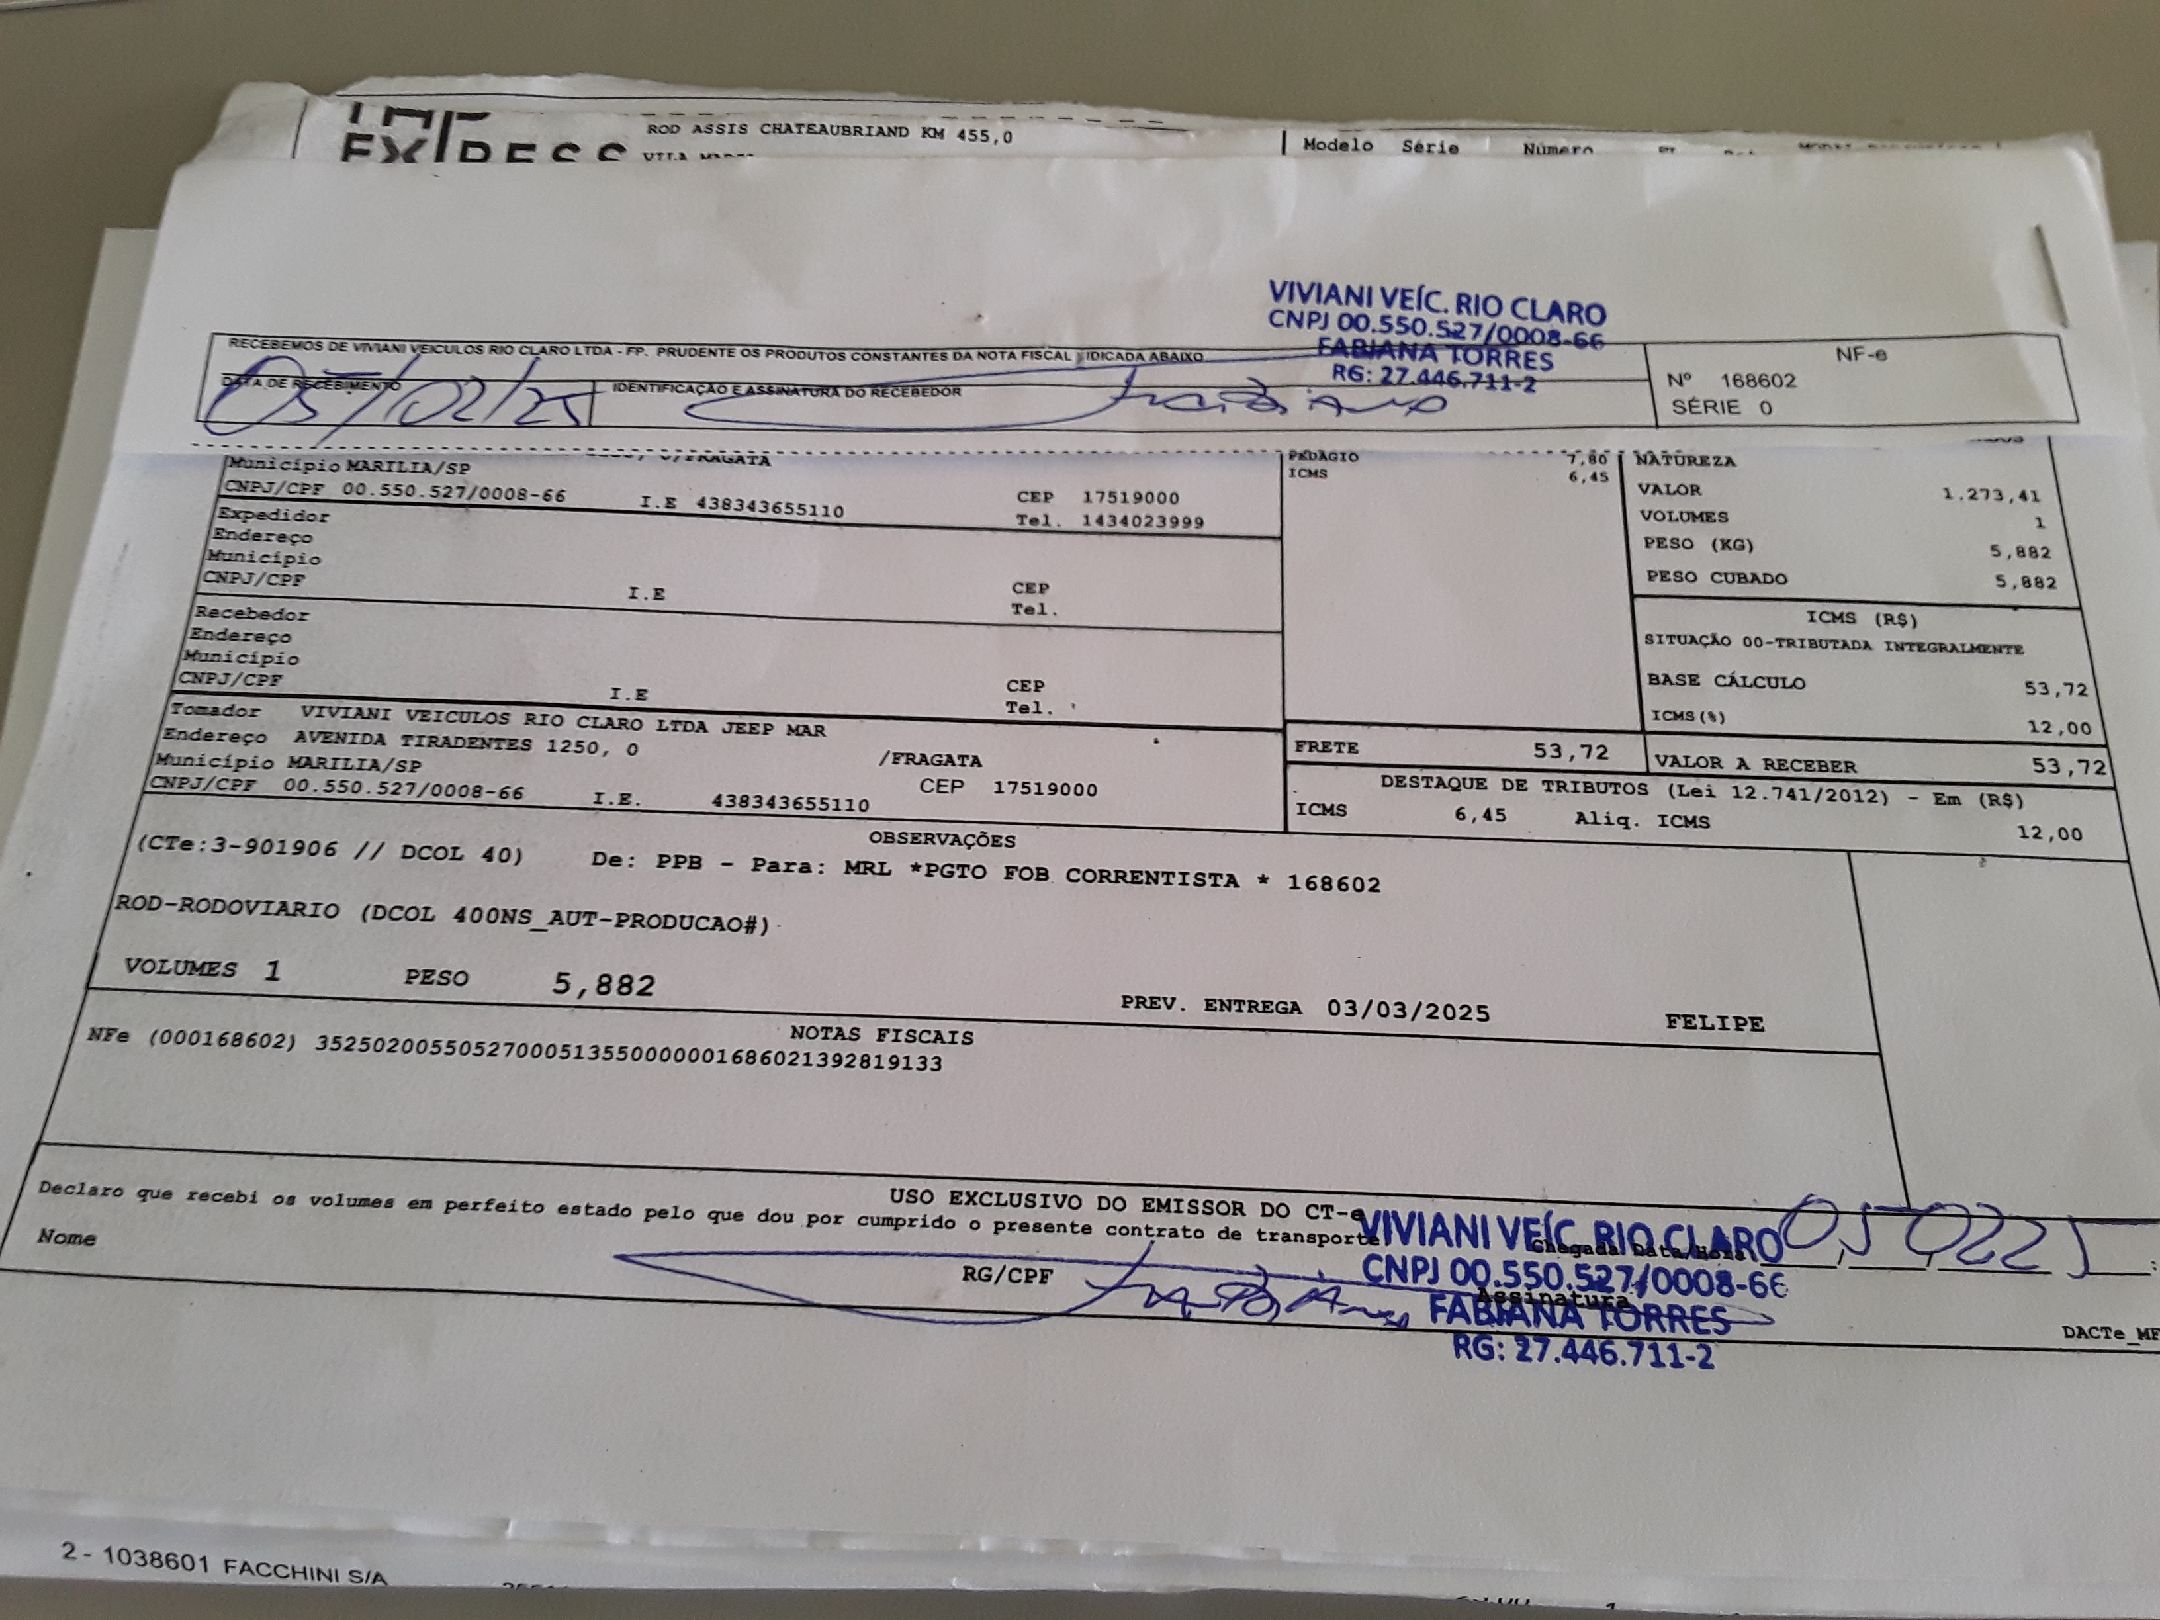 EXPRESS
ROD ASSIS CHATEAUBRIAND KM 455,0
Modelo Série Número
VIVIANI VEÍC. RIO CLARO
CNPJ 00.550.527/0008-66
FABIANA TORRES
RG: 27.446.711-2
RECEBEMOS DE VIVIANI VEICULOS RIO CLARO LTDA - FP. PRUDENTE OS PRODUTOS CONSTANTES DA NOTA FISCAL IDICADA ABAIXO
DATA DE RECEBIMENTO
05/02/25
IDENTIFICAÇÃO E ASSINATURA DO RECEBEDOR
NF-e
Nº 168602
SÉRIE 0
/FRAGATA
Município MARILIA/SP
CNPJ/CPF 00.550.527/0008-66 I.E 438343655110
CEP 17519000
Tel. 1434023999
Expedidor
Endereço
Município
CNPJ/CPF I.E CEP
Tel.
Recebedor
Endereço
Município
CNPJ/CPF I.E CEP
Tel.
Tomador VIVIANI VEICULOS RIO CLARO LTDA JEEP MAR
Endereço AVENIDA TIRADENTES 1250, 0 /FRAGATA
Município MARILIA/SP CEP 17519000
CNPJ/CPF 00.550.527/0008-66 I.E. 438343655110
PEDÁGIO 7,80
ICMS 6,45
NATUREZA
VALOR 1.273,41
VOLUMES 1
PESO (KG) 5,882
PESO CUBADO 5,882
ICMS (R$)
SITUAÇÃO 00-TRIBUTADA INTEGRALMENTE
BASE CÁLCULO 53,72
ICMS(%) 12,00
FRETE 53,72
VALOR A RECEBER 53,72
DESTAQUE DE TRIBUTOS (Lei 12.741/2012) - Em (R$)
ICMS 6,45 Aliq. ICMS 12,00
OBSERVAÇÕES
(CTe:3-901906 // DCOL 40) De: PPB - Para: MRL *PGTO FOB CORRENTISTA * 168602
ROD-RODOVIARIO (DCOL 400NS_AUT-PRODUCAO#)
VOLUMES 1 PESO 5,882 PREV. ENTREGA 03/03/2025 FELIPE
NOTAS FISCAIS
NFe (000168602) 35250200550527000513550000001686021392819133
USO EXCLUSIVO DO EMISSOR DO CT-e
Declaro que recebi os volumes em perfeito estado pelo que dou por cumprido o presente contrato de transporte
Nome
RG/CPF
Chegada Data/Hora
05 02 25
Assinatura
VIVIANI VEÍC. RIO CLARO
CNPJ 00.550.527/0008-66
FABIANA TORRES
RG: 27.446.711-2
DACTe_MF
2 - 1038601 FACCHINI S/A